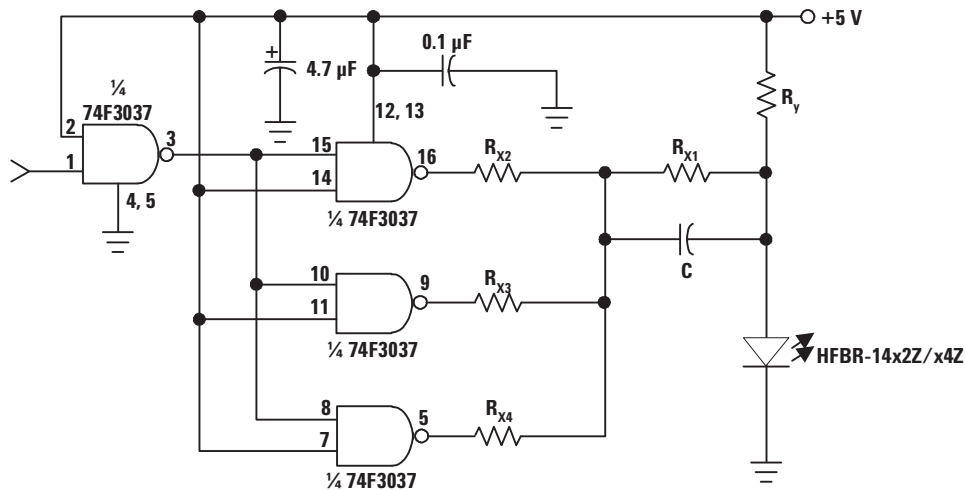 +5 V
0.1 µF
4.7 µF
¼
74F3037
R_y
12, 13
2
3
1
15
16
R_X2
R_X1
14
4, 5
¼ 74F3037
C
10
9
R_X3
11
¼ 74F3037
HFBR-14x2Z/x4Z
8
5
R_X4
7
¼ 74F3037